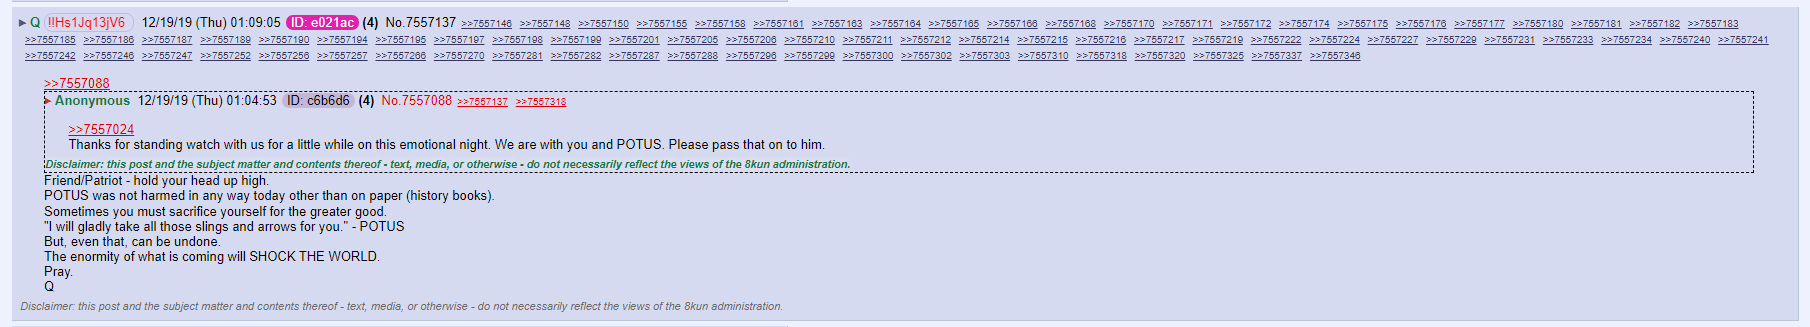 ▶ Q !!Hs1Jq13jV6 12/19/19 (Thu) 01:09:05 ID: e021ac (4) No.7557137 >>7557146 >>7557148 >>7557150 >>7557155 >>7557158 >>7557161 >>7557163 >>7557164 >>7557165 >>7557166 >>7557168 >>7557170 >>7557171 >>7557172 >>7557174 >>7557175 >>7557176 >>7557177 >>7557180 >>7557181 >>7557182 >>7557183
>>7557185 >>7557186 >>7557187 >>7557189 >>7557190 >>7557194 >>7557195 >>7557197 >>7557198 >>7557199 >>7557201 >>7557205 >>7557206 >>7557210 >>7557211 >>7557212 >>7557214 >>7557215 >>7557216 >>7557217 >>7557219 >>7557222 >>7557224 >>7557227 >>7557229 >>7557231 >>7557233 >>7557234 >>7557240 >>7557241
>>7557242 >>7557246 >>7557247 >>7557252 >>7557256 >>7557257 >>7557266 >>7557270 >>7557281 >>7557282 >>7557287 >>7557288 >>7557296 >>7557299 >>7557300 >>7557302 >>7557303 >>7557310 >>7557318 >>7557320 >>7557325 >>7557337 >>7557346
>>7557088
▶ Anonymous 12/19/19 (Thu) 01:04:53 ID: c6b6d6 (4) No.7557088 >>7557137 >>7557318
>>7557024
Thanks for standing watch with us for a little while on this emotional night. We are with you and POTUS. Please pass that on to him.
Disclaimer: this post and the subject matter and contents thereof - text, media, or otherwise - do not necessarily reflect the views of the 8kun administration.
Friend/Patriot - hold your head up high.
POTUS was not harmed in any way today other than on paper (history books).
Sometimes you must sacrifice yourself for the greater good.
"I will gladly take all those slings and arrows for you." - POTUS
But, even that, can be undone.
The enormity of what is coming will SHOCK THE WORLD.
Pray.
Q
Disclaimer: this post and the subject matter and contents thereof - text, media, or otherwise - do not necessarily reflect the views of the 8kun administration.